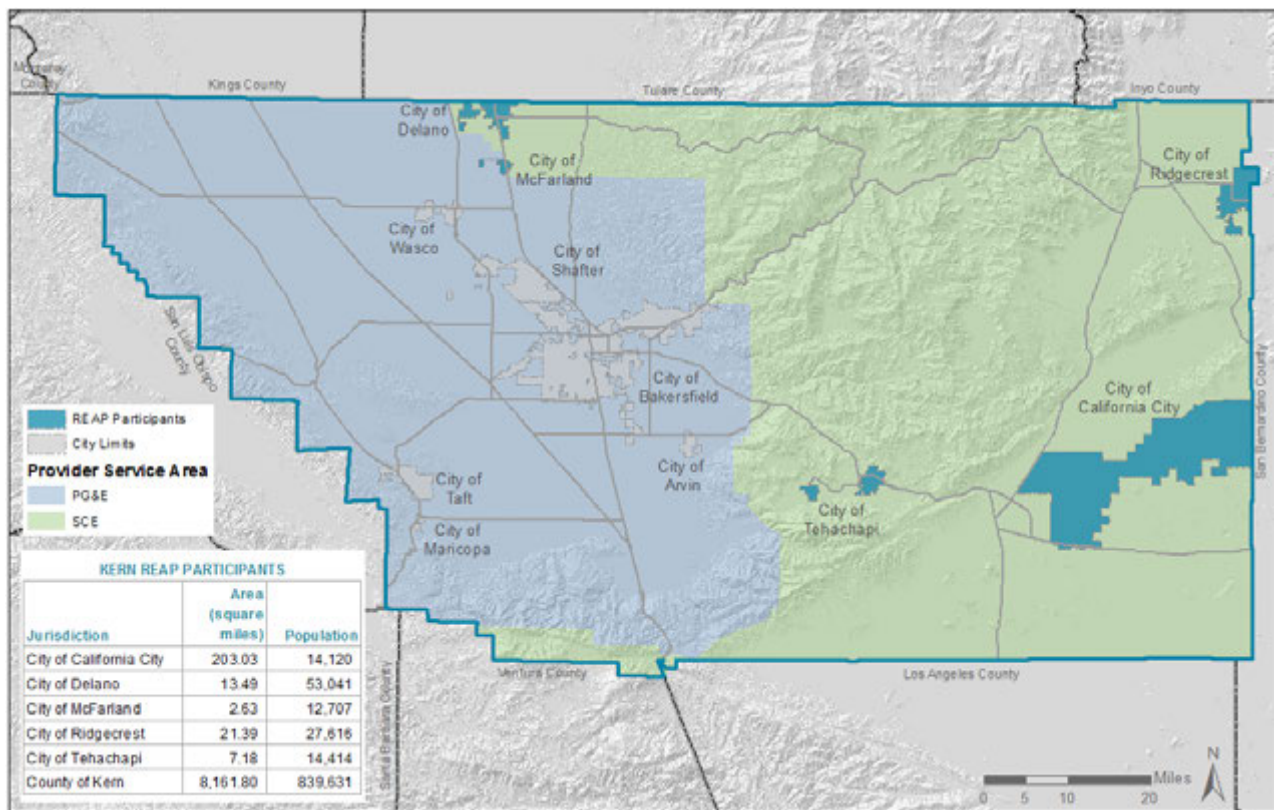 Monterey
County
Kings County
Tulare County
Inyo County
City of
Delano
City of
McFarland
City of
Ridgecrest
City of
Wasco
City of
Shafter
San Luis Obispo
County
City of
Bakersfield
City of
California City
San Bernardino County
City of
Taft
City of
Arvin
City of
Tehachapi
City of
Maricopa
REAP Participants
City Limits
Provider Service Area
PG&E
SCE
KERN REAP PARTICIPANTS
Jurisdiction Area (square miles) Population
City of California City 203.03 14,120
City of Delano 13.49 53,041
City of McFarland 2.63 12,707
City of Ridgecrest 21.39 27,616
City of Tehachapi 7.18 14,414
County of Kern 8,161.80 839,631
Santa Barbara County
Ventura County
Los Angeles County
N
Miles
0 5 10 20